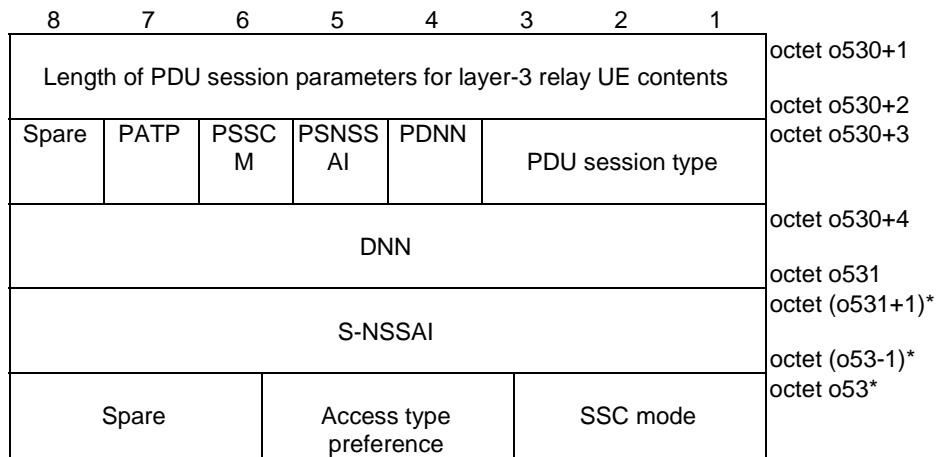 8 7 6 5 4 3 2 1
Length of PDU session parameters for layer-3 relay UE contents
octet o530+1
octet o530+2
Spare PATP PSSC PSNSS PDNN PDU session type octet o530+3
M AI
DNN
octet o530+4
octet o531
S-NSSAI
octet (o531+1)*
octet (o53-1)*
Spare Access type SSC mode octet o53*
preference